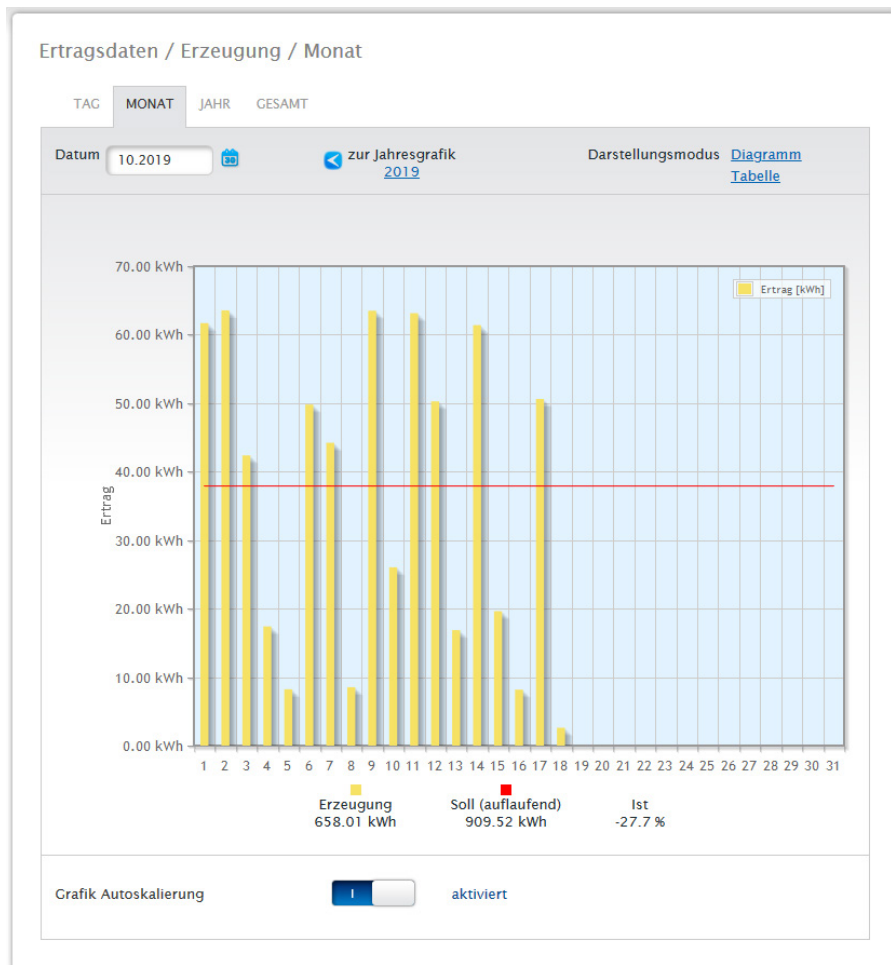 Ertragsdaten / Erzeugung / Monat
TAG MONAT JAHR GESAMT
Datum 10.2019 30 zur Jahresgrafik Darstellungsmodus Diagramm
2019 Tabelle
70.00 kWh
Ertrag [kWh]
60.00 kWh
50.00 kWh
40.00 kWh
Ertrag
30.00 kWh
20.00 kWh
10.00 kWh
0.00 kWh
1 2 3 4 5 6 7 8 9 10 11 12 13 14 15 16 17 18 19 20 21 22 23 24 25 26 27 28 29 30 31
Erzeugung Soll (auflaufend) Ist
658.01 kWh 909.52 kWh -27.7 %
Grafik Autoskalierung I aktiviert